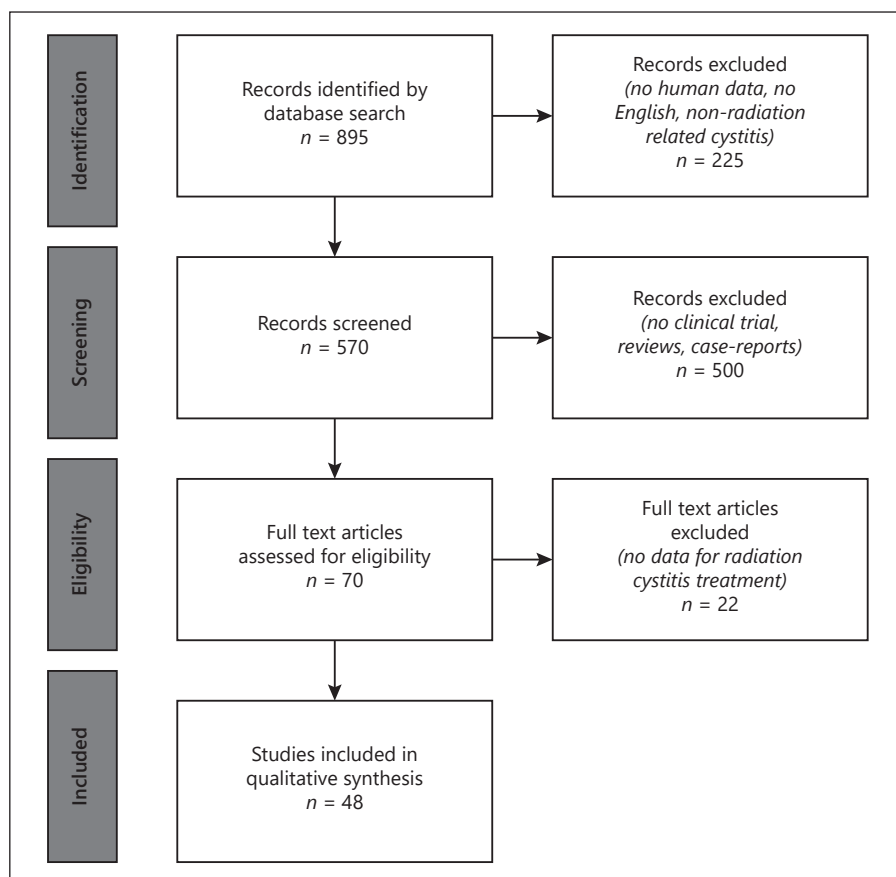 Identification
Records identified by
database search
n = 895
Records excluded
(no human data, no
English, non-radiation
related cystitis)
n = 225
Screening
Records screened
n = 570
Records excluded
(no clinical trial,
reviews, case-reports)
n = 500
Eligibility
Full text articles
assessed for eligibility
n = 70
Full text articles
excluded
(no data for radiation
cystitis treatment)
n = 22
Included
Studies included in
qualitative synthesis
n = 48